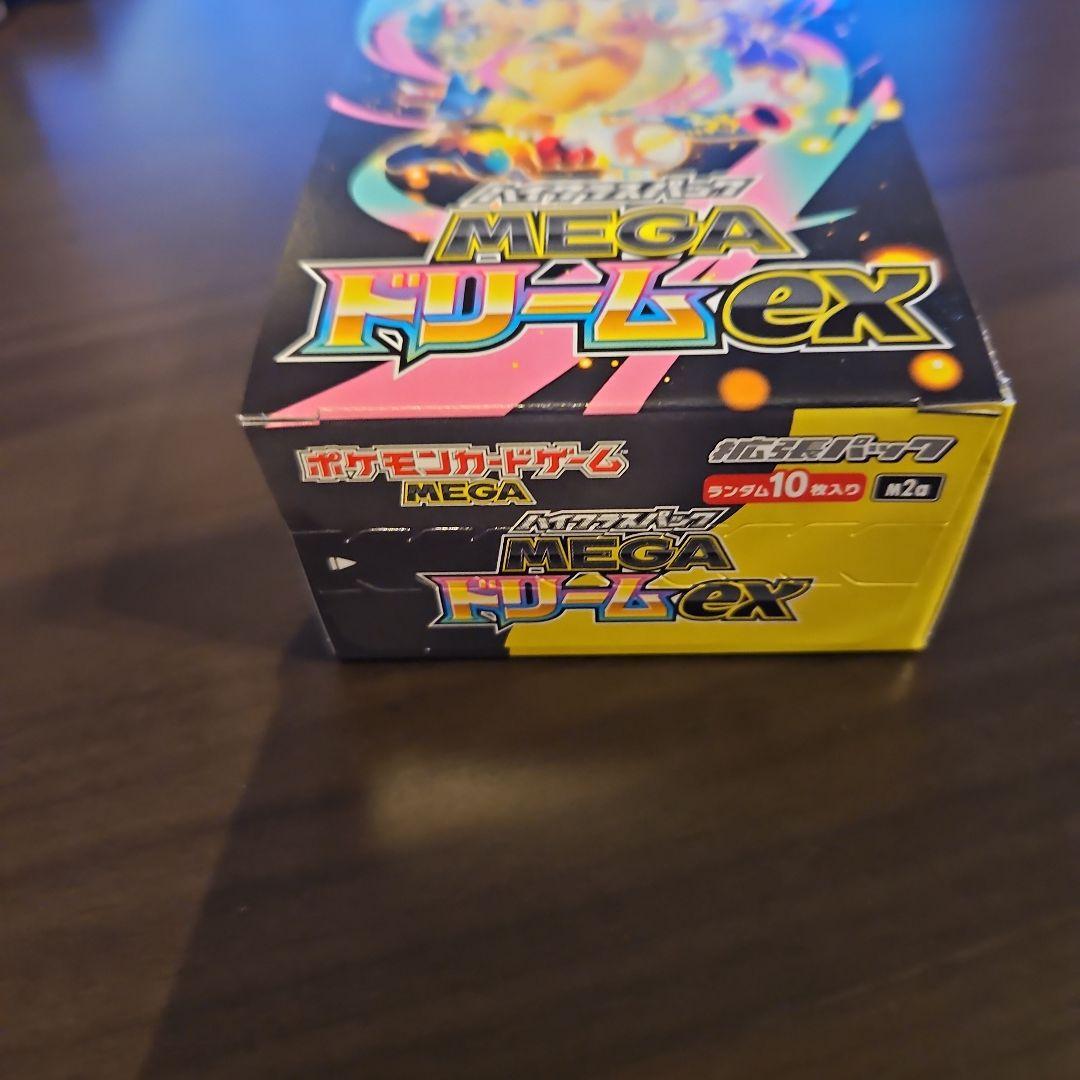 ハイクラスパック
MEGA
ドリームex
ポケモンカードゲーム
MEGA
拡張パック
ランダム10枚入り M2a
ハイクラスパック
MEGA
ドリームex